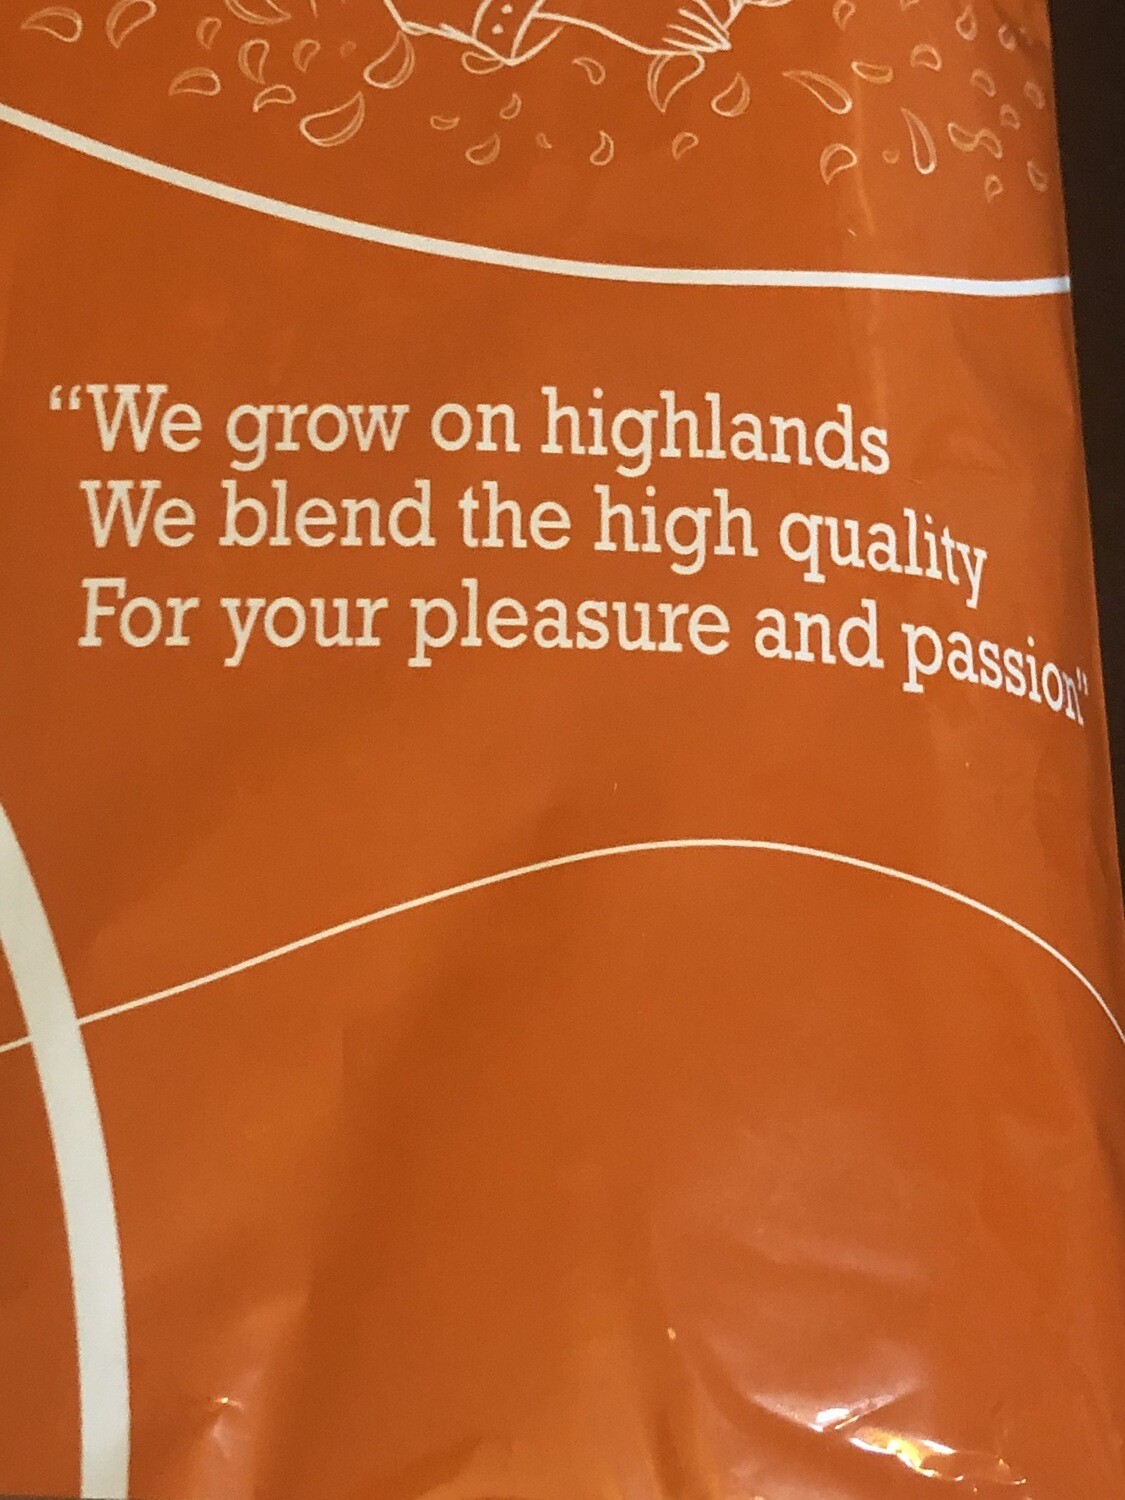 “We grow on highlands
We blend the high quality
For your pleasure and passion”